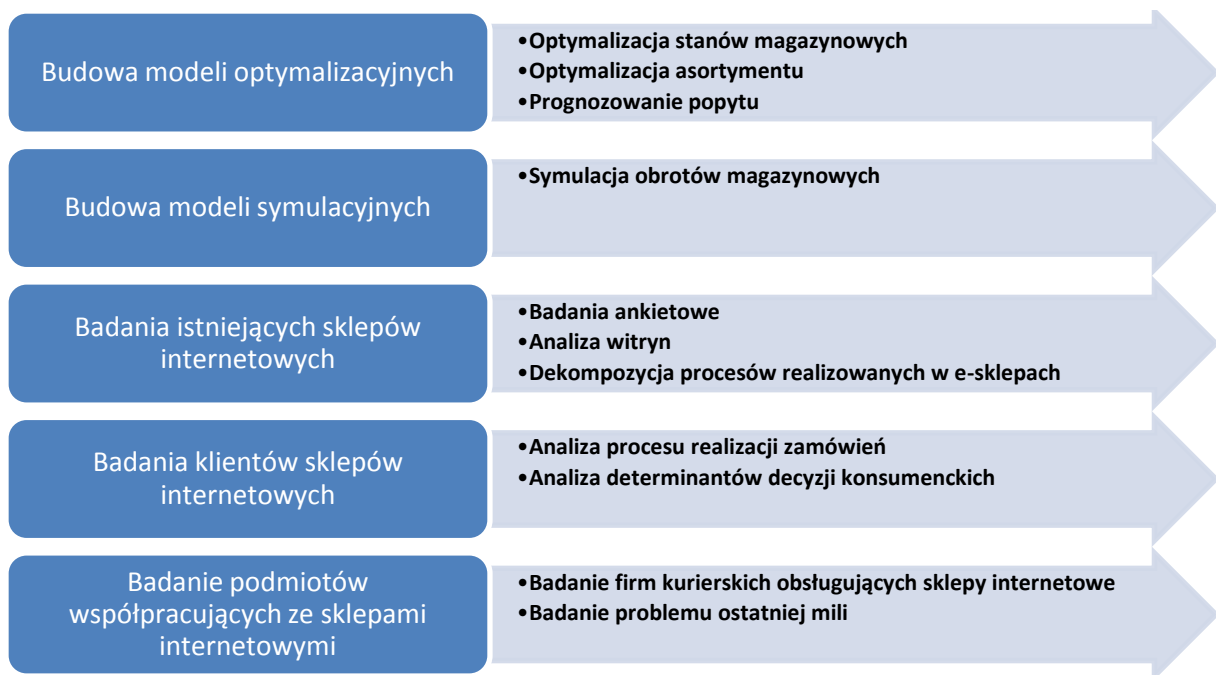 Budowa modeli optymalizacyjnych
•Optymalizacja stanów magazynowych
•Optymalizacja asortymentu
•Prognozowanie popytu
Budowa modeli symulacyjnych
•Symulacja obrotów magazynowych
Badania istniejących sklepów
internetowych
•Badania ankietowe
•Analiza witryn
•Dekompozycja procesów realizowanych w e-sklepach
Badania klientów sklepów
internetowych
•Analiza procesu realizacji zamówień
•Analiza determinantów decyzji konsumenckich
Badanie podmiotów
współpracujących ze sklepami
internetowymi
•Badanie firm kurierskich obsługujących sklepy internetowe
•Badanie problemu ostatniej mili